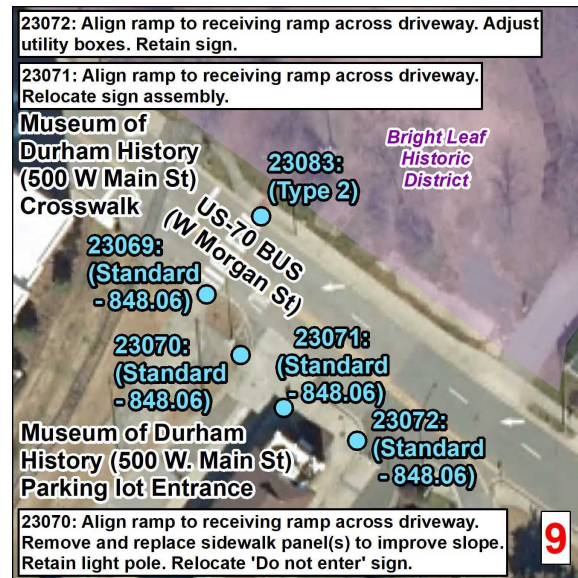 23072: Align ramp to receiving ramp across driveway. Adjust
utility boxes. Retain sign.
23071: Align ramp to receiving ramp across driveway.
Relocate sign assembly.
Museum of
Durham History
(500 W Main St)
Crosswalk
Bright Leaf
Historic
District
23083:
(Type 2)
US-70 BUS
(W Morgan St)
23069:
(Standard
- 848.06)
23070:
(Standard
- 848.06)
23071:
(Standard
- 848.06)
23072:
(Standard
- 848.06)
Museum of Durham
History (500 W. Main St)
Parking lot Entrance
23070: Align ramp to receiving ramp across driveway.
Remove and replace sidewalk panel(s) to improve slope.
Retain light pole. Relocate 'Do not enter' sign.
9